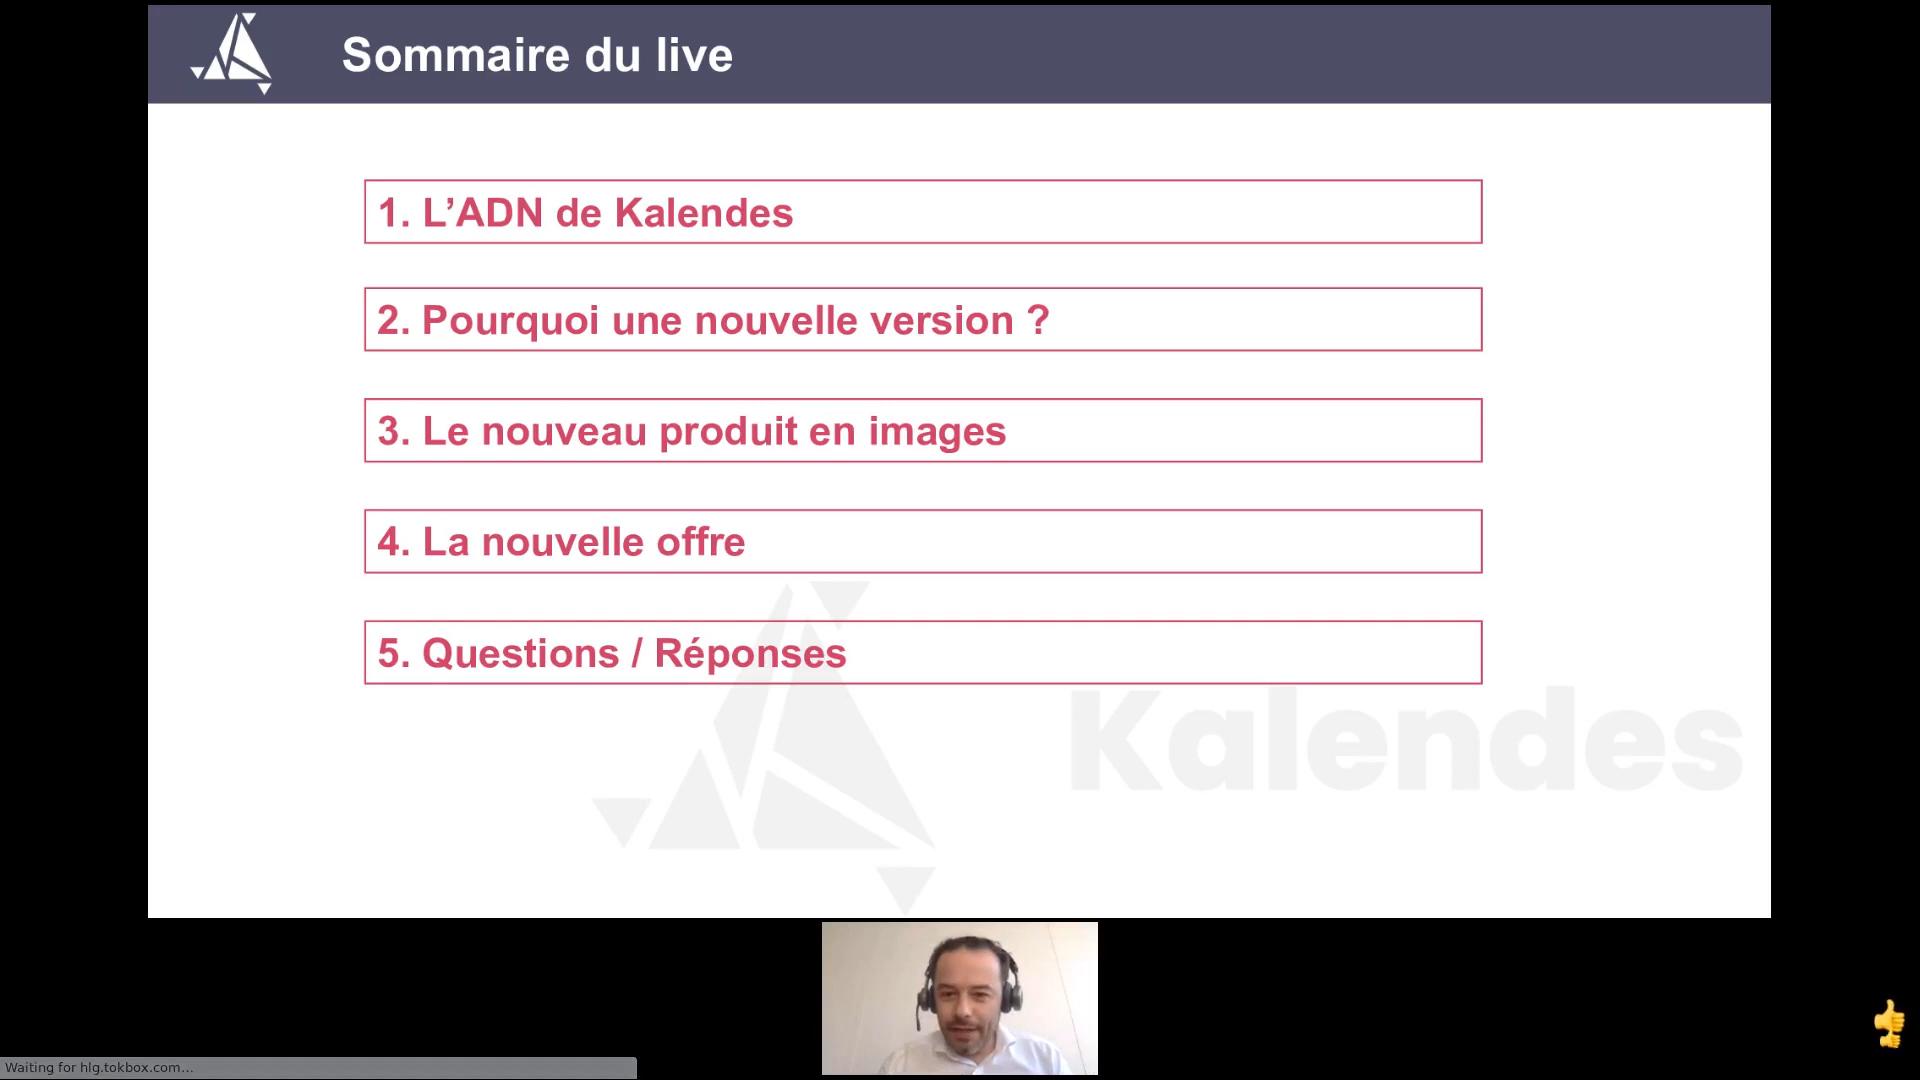 Sommaire du live
1. L’ADN de Kalendes
2. Pourquoi une nouvelle version ?
3. Le nouveau produit en images
4. La nouvelle offre
5. Questions / Réponses
Kalendes
Waiting for hlg.tokbox.com...